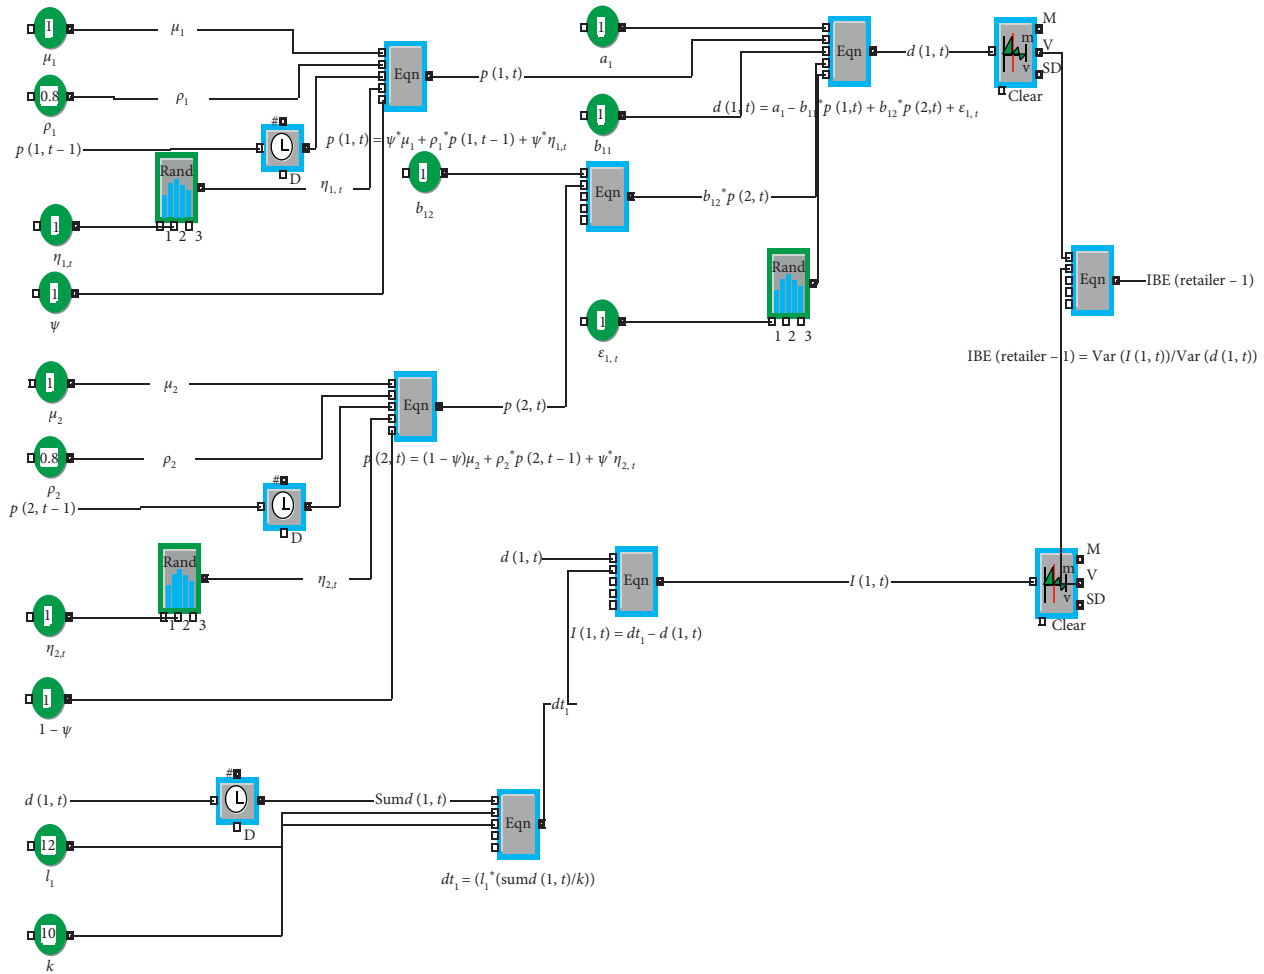 1
μ1
μ1
0.8
ρ1
ρ1
p (1, t – 1)
#
D
Rand
1 2 3
η1, t
1
η1,t
1
ψ
Eqn
p (1, t)
p (1, t) = ψ*μ1 + ρ1*p (1, t – 1) + ψ*η1,t
1
a1
1
b11
Eqn
d (1, t)
d (1, t) = a1 – b11*p (1,t) + b12*p (2,t) + ε1,t
m
v
M
V
SD
Clear
1
b12
Eqn
b12*p (2, t)
Rand
1 2 3
1
ε1, t
Eqn
IBE (retailer – 1)
IBE (retailer – 1) = Var (I (1, t))/Var (d (1, t))
1
μ2
μ2
0.8
ρ2
ρ2
p (2, t – 1)
#
D
Rand
1 2 3
η2,t
1
η2,t
1
1 – ψ
Eqn
p (2, t)
p (2, t) = (1 – ψ)μ2 + ρ2*p (2, t – 1) + ψ*η2, t
d (1, t)
Eqn
I (1, t)
I (1, t) = dt1 – d (1, t)
m
v
M
V
SD
Clear
dt1
d (1, t)
#
D
Sumd (1, t)
12
l1
10
k
Eqn
dt1 = (l1*(sumd (1, t)/k))